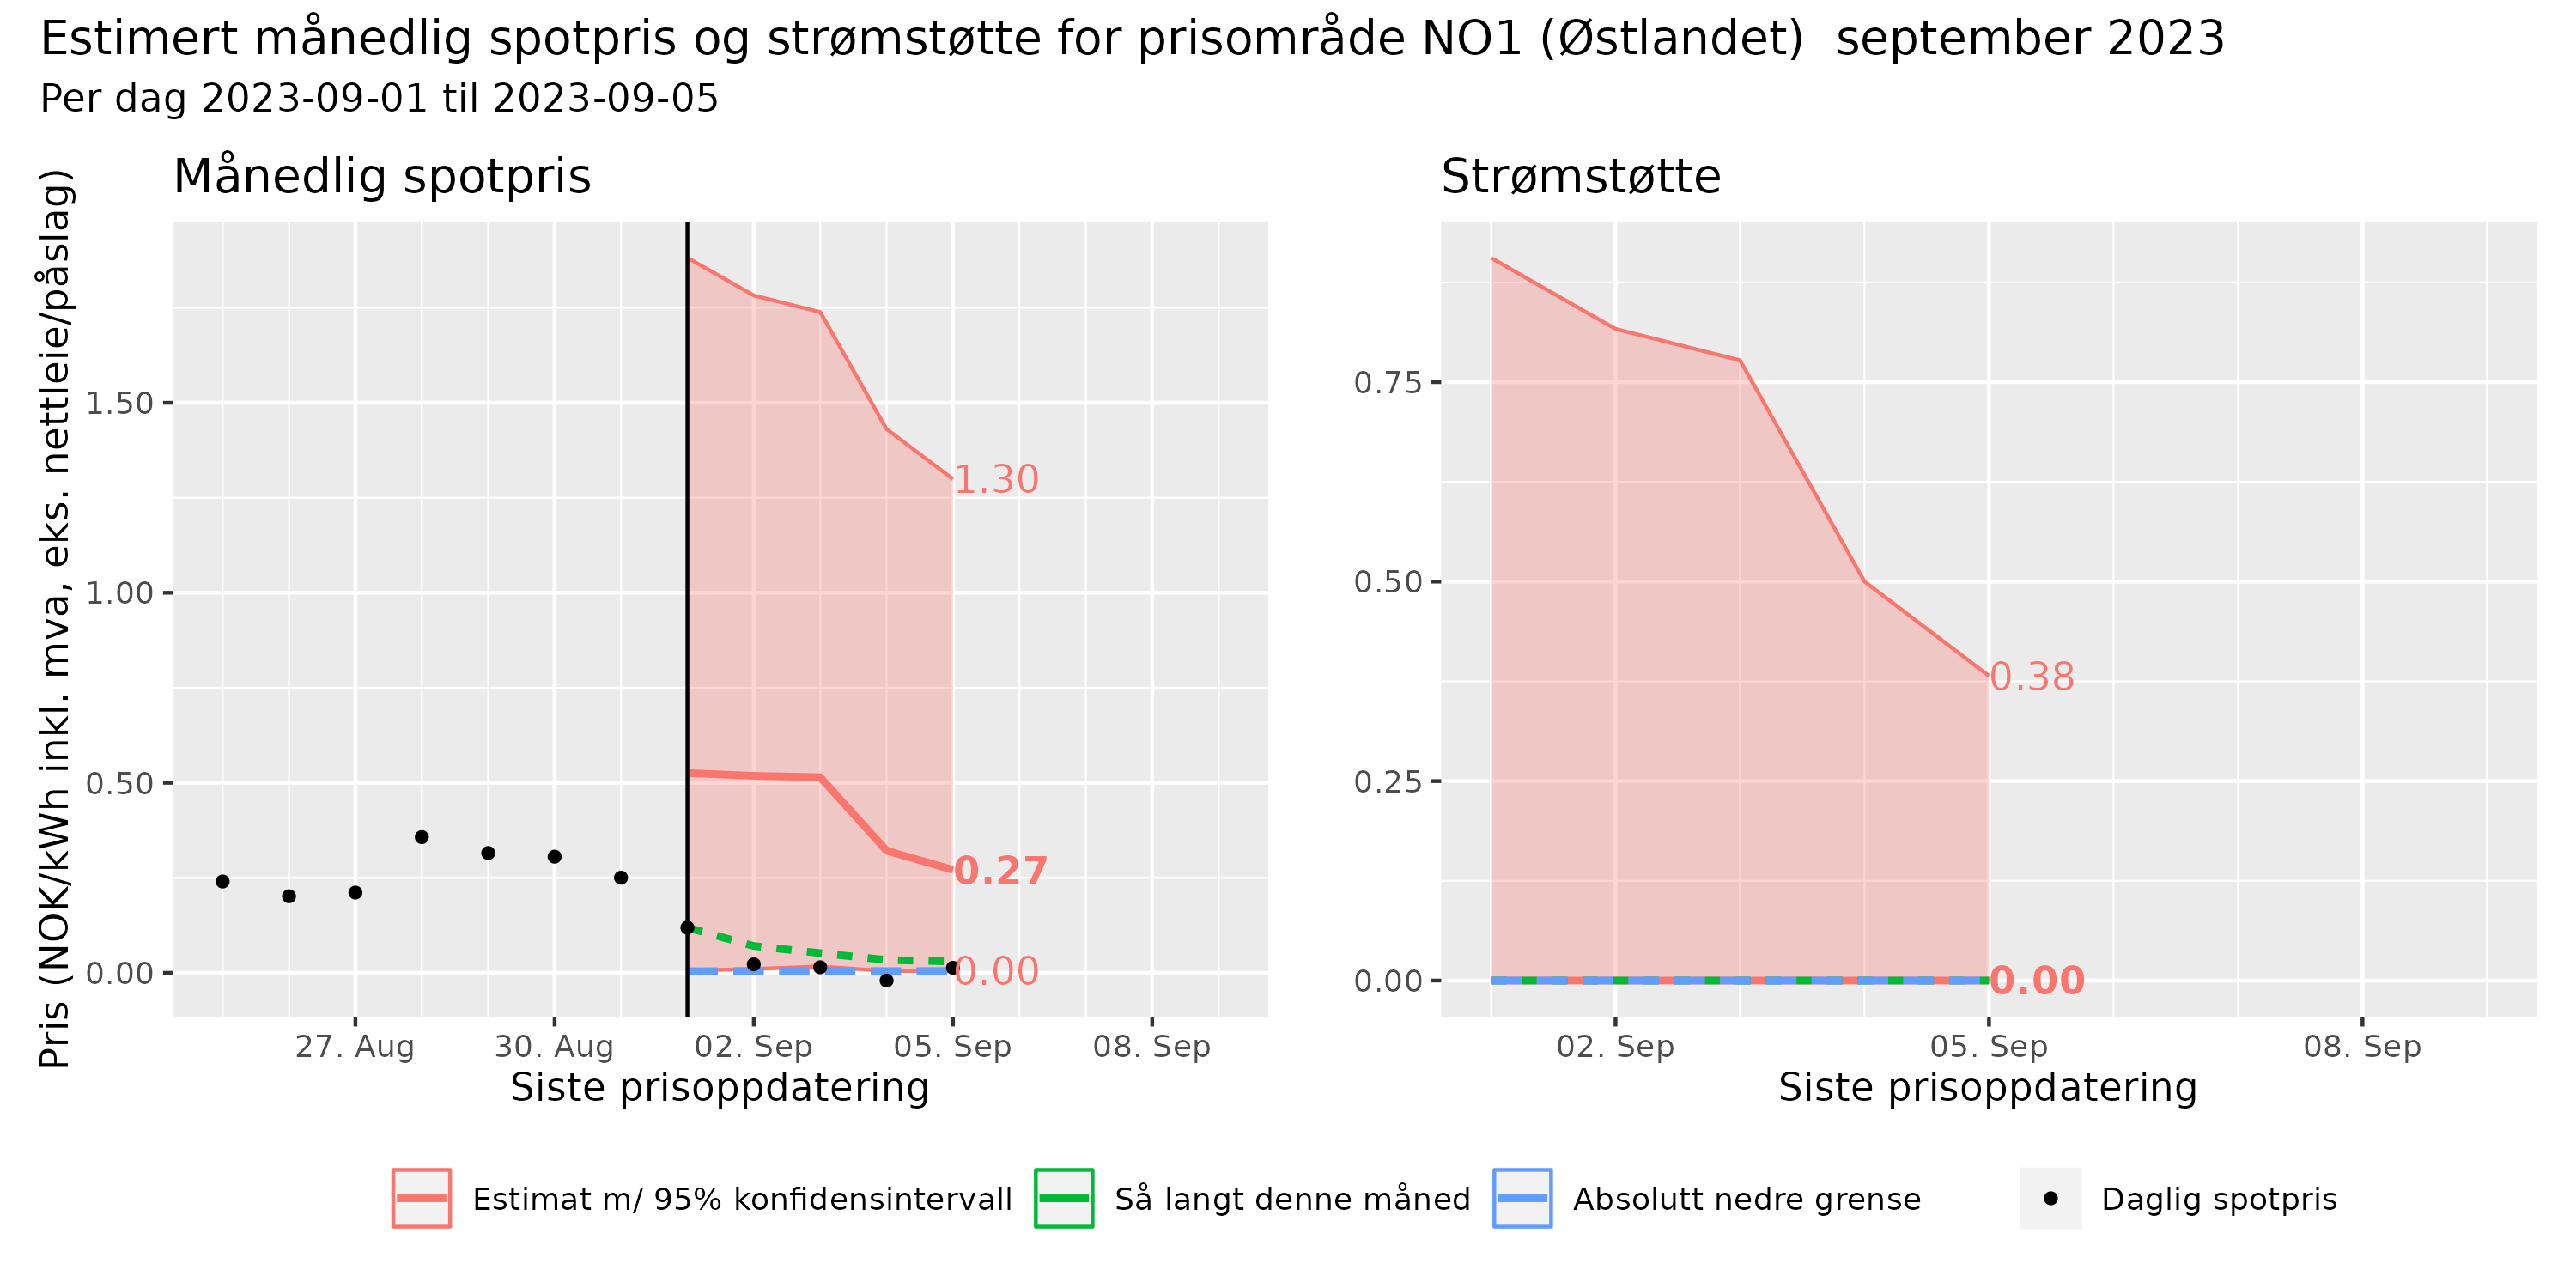 Estimert månedlig spotpris og strømstøtte for prisområde NO1 (Østlandet)  september 2023
Per dag 2023-09-01 til 2023-09-05
Månedlig spotpris
Pris (NOK/kWh inkl. mva, eks. nettleie/påslag)
1.50
1.00
0.50
0.00
1.30
0.27
0.00
27. Aug
30. Aug
02. Sep
05. Sep
08. Sep
Siste prisoppdatering
Strømstøtte
0.75
0.50
0.25
0.00
0.38
0.00
02. Sep
05. Sep
08. Sep
Siste prisoppdatering
Estimat m/ 95% konfidensintervall
Så langt denne måned
Absolutt nedre grense
Daglig spotpris